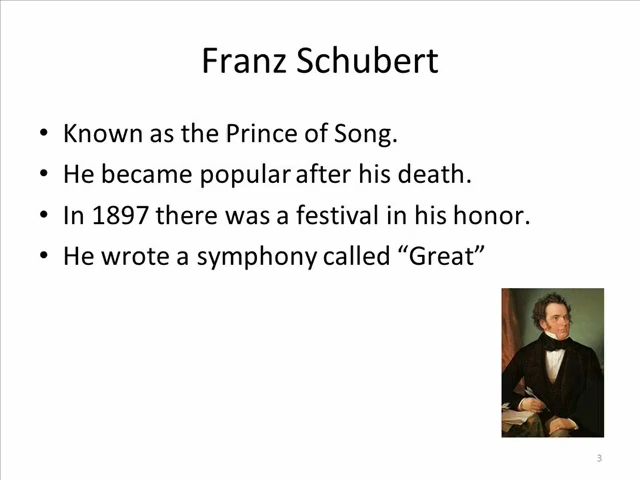 Franz Schubert
• Known as the Prince of Song.
• He became popular after his death.
• In 1897 there was a festival in his honor.
• He wrote a symphony called “Great”
3